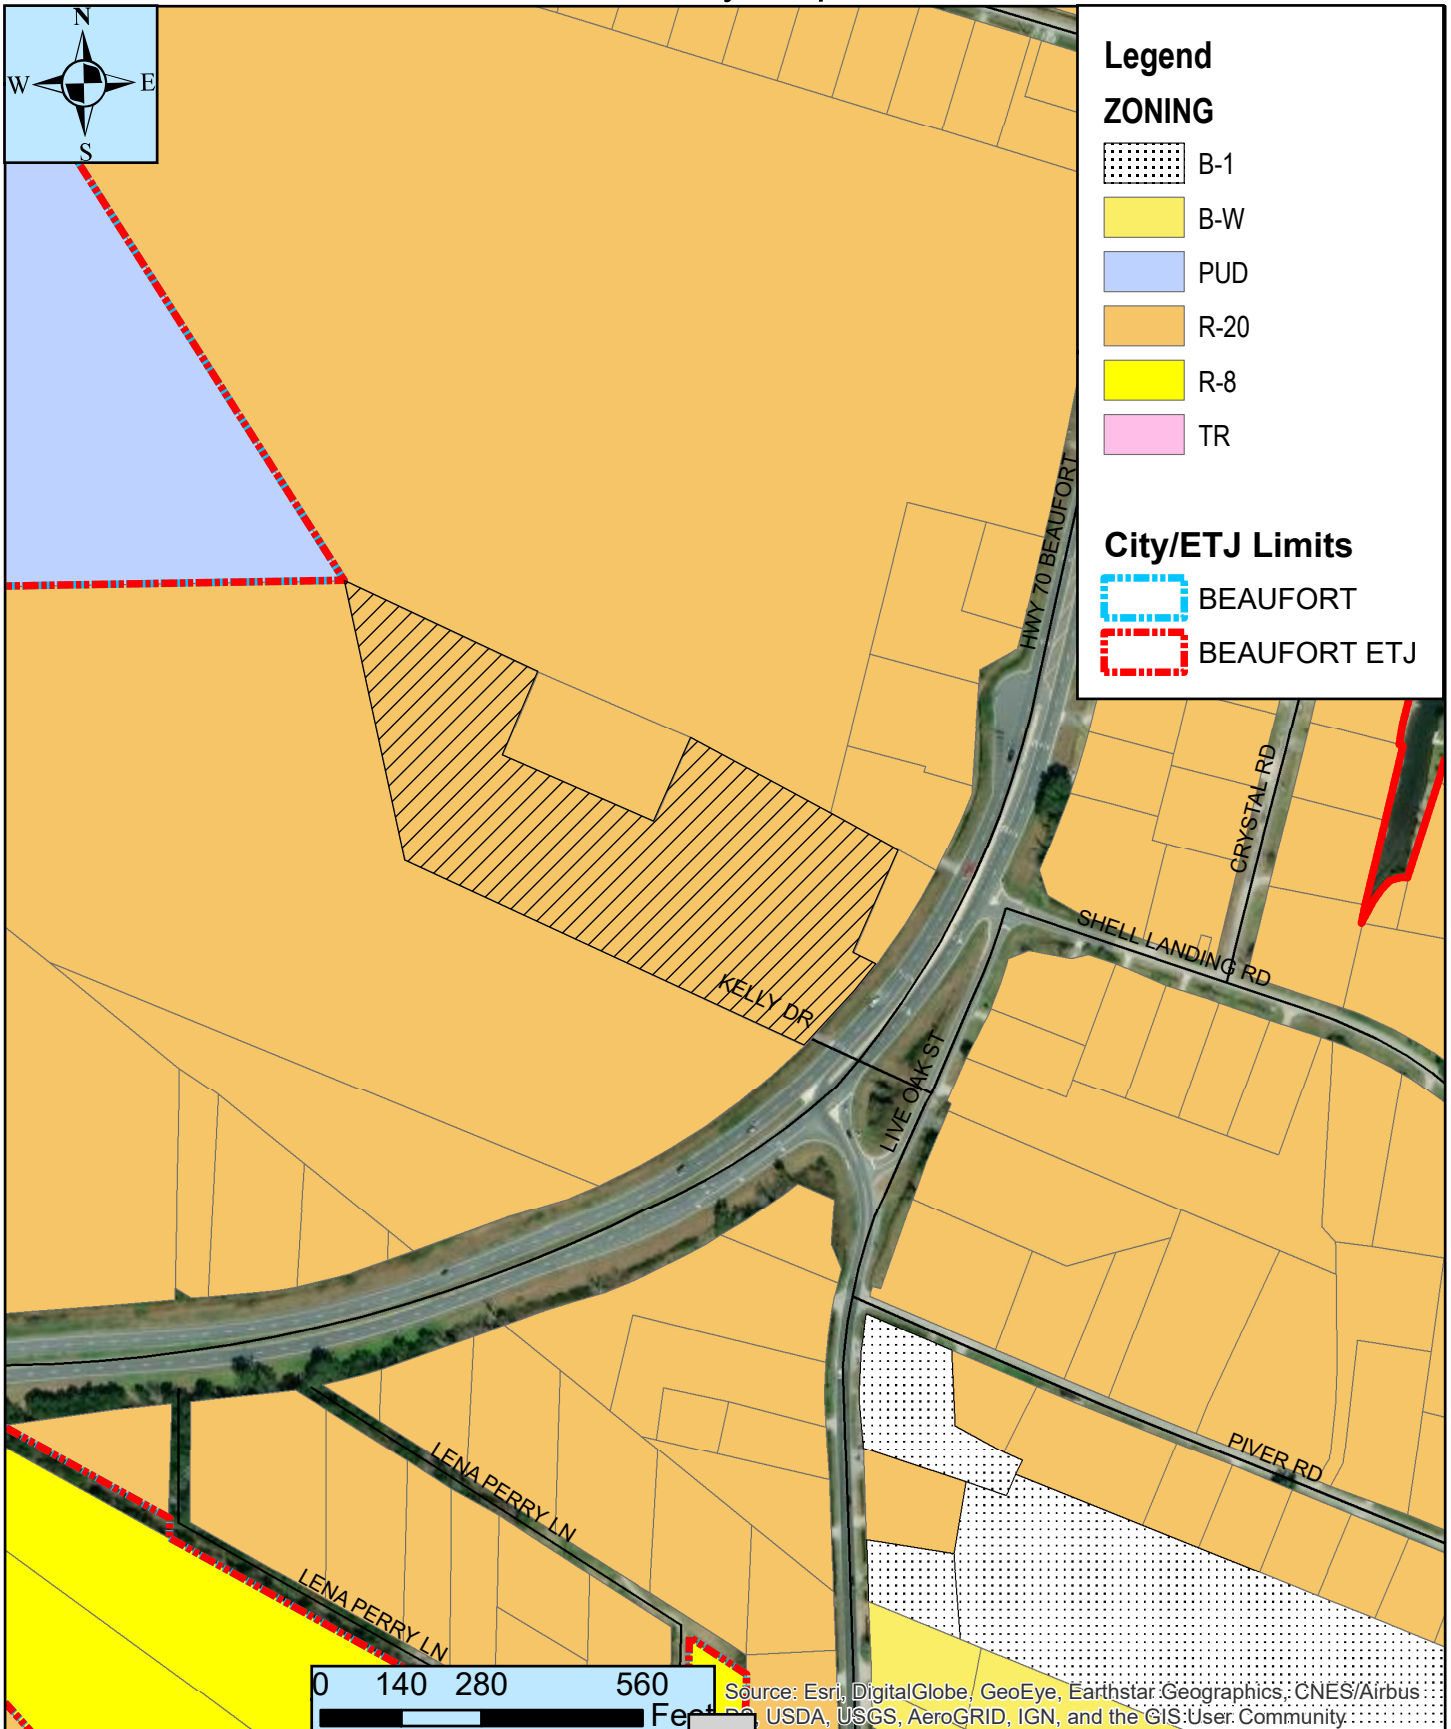 N
W E
S
Legend
ZONING
B-1
B-W
PUD
R-20
R-8
TR
City/ETJ Limits
BEAUFORT
BEAUFORT ETJ
HWY 70 BEAUFORT
CRYSTAL RD
SHELL LANDING RD
KELLY DR
LIVE OAK ST
PIVER RD
LENA PERRY LN
LENA PERRY LN
0 140 280 560
Feet
Source: Esri, DigitalGlobe, GeoEye, Earthstar Geographics, CNES/Airbus
DS, USDA, USGS, AeroGRID, IGN, and the GIS User Community